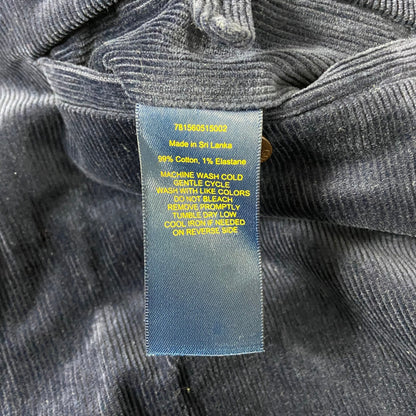 781560515002
Made in Sri Lanka
99% Cotton, 1% Elastane
MACHINE WASH COLD
GENTLE CYCLE
WASH WITH LIKE COLORS
DO NOT BLEACH
REMOVE PROMPTLY
TUMBLE DRY LOW
COOL IRON IF NEEDED
ON REVERSE SIDE